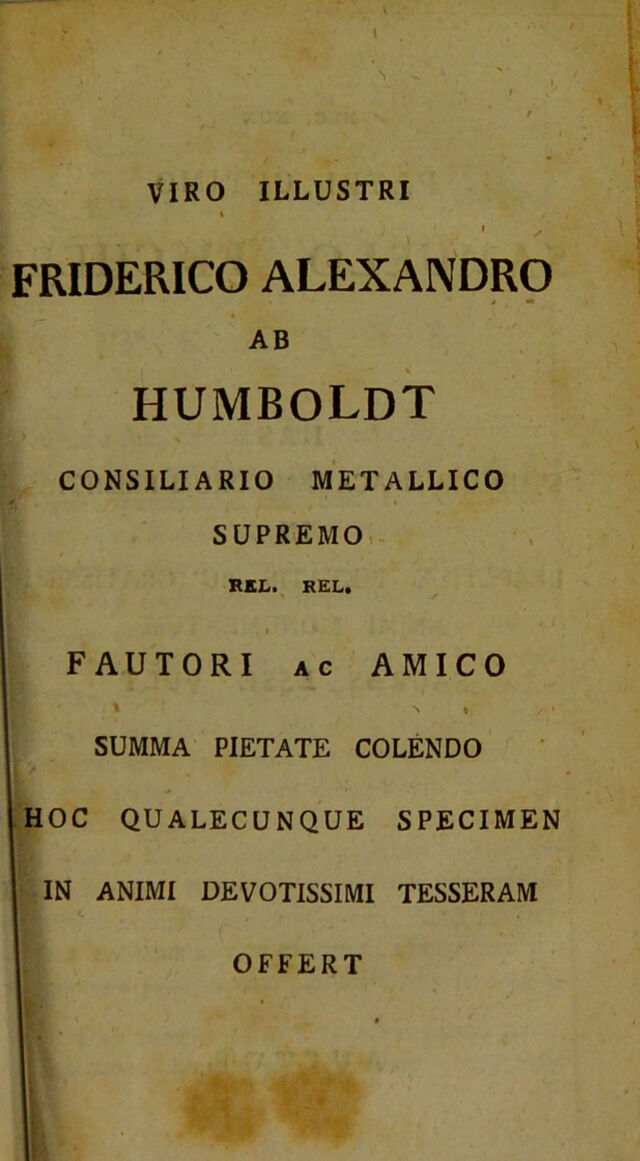 VIRO ILLUSTRI
FRIDERICO ALEXANDRO
AB
HUMBOLDT
CONSILIARIO METALLICO
SUPREMO
REL. REL.
FAUTORI AC AMICO
SUMMA PIETATE COLENDO
HOC QUALECUNQUE SPECIMEN
IN ANIMI DEVOTISSIMI TESSERAM
OFFERT